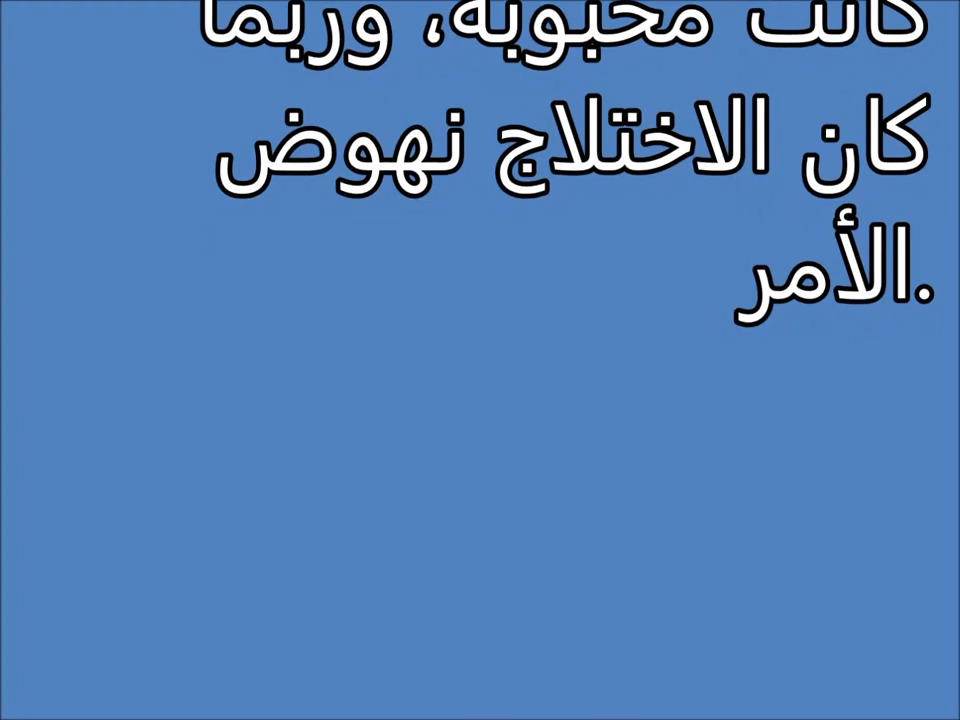 كانت محبوبة، وربما
كان الاختلاج نهوض
الأمر.